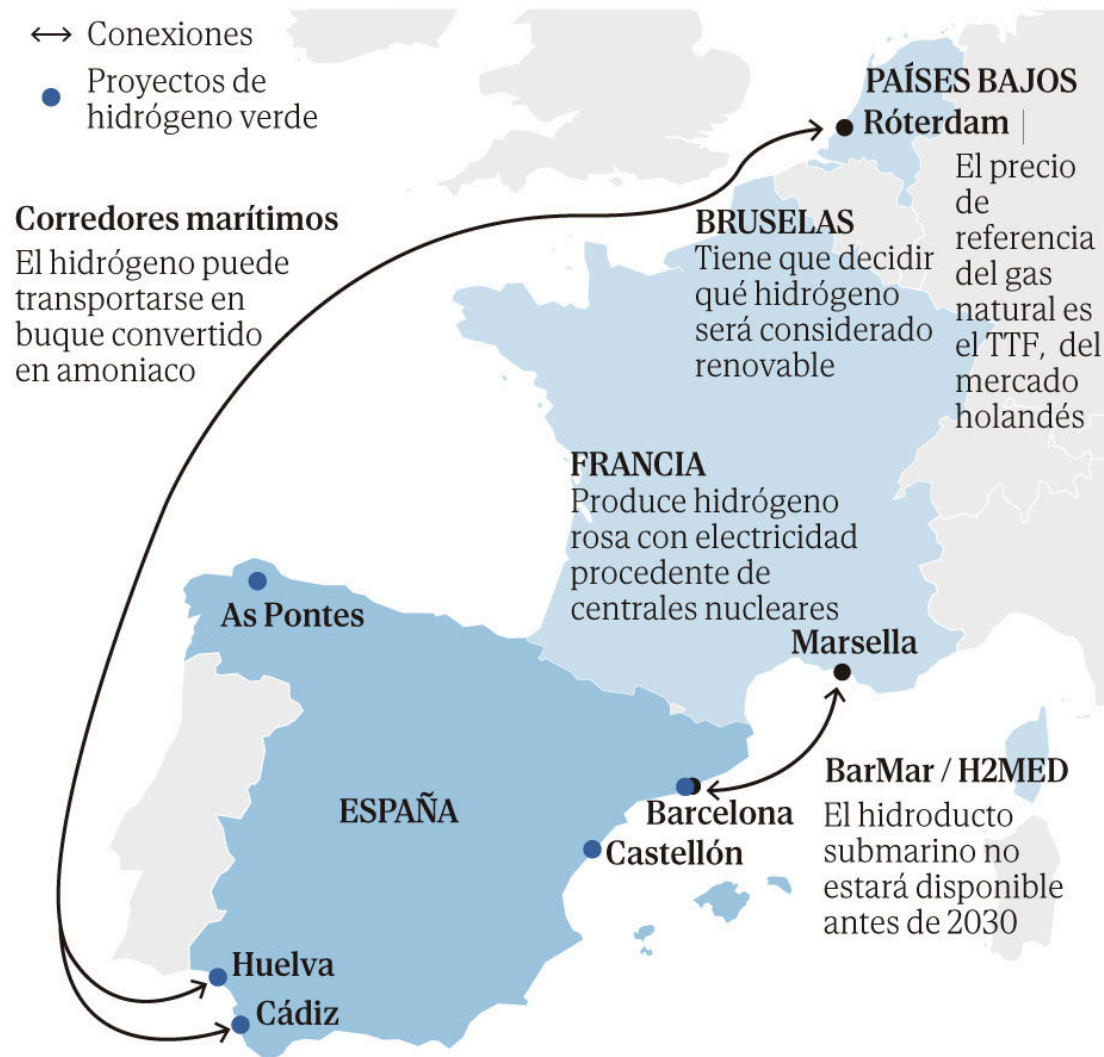 Conexiones
Proyectos de
hidrógeno verde
Corredores marítimos
El hidrógeno puede
transportarse en
buque convertido
en amoniaco
PAÍSES BAJOS
Róterdam
El precio
de
referencia
del gas
natural es
el TTF, del
mercado
holandés
BRUSELAS
Tiene que decidir
qué hidrógeno
será considerado
renovable
FRANCIA
Produce hidrógeno
rosa con electricidad
procedente de
centrales nucleares
Marsella
As Pontes
ESPAÑA
Barcelona
Castellón
BarMar / H2MED
El hidroducto
submarino no
estará disponible
antes de 2030
Huelva
Cádiz